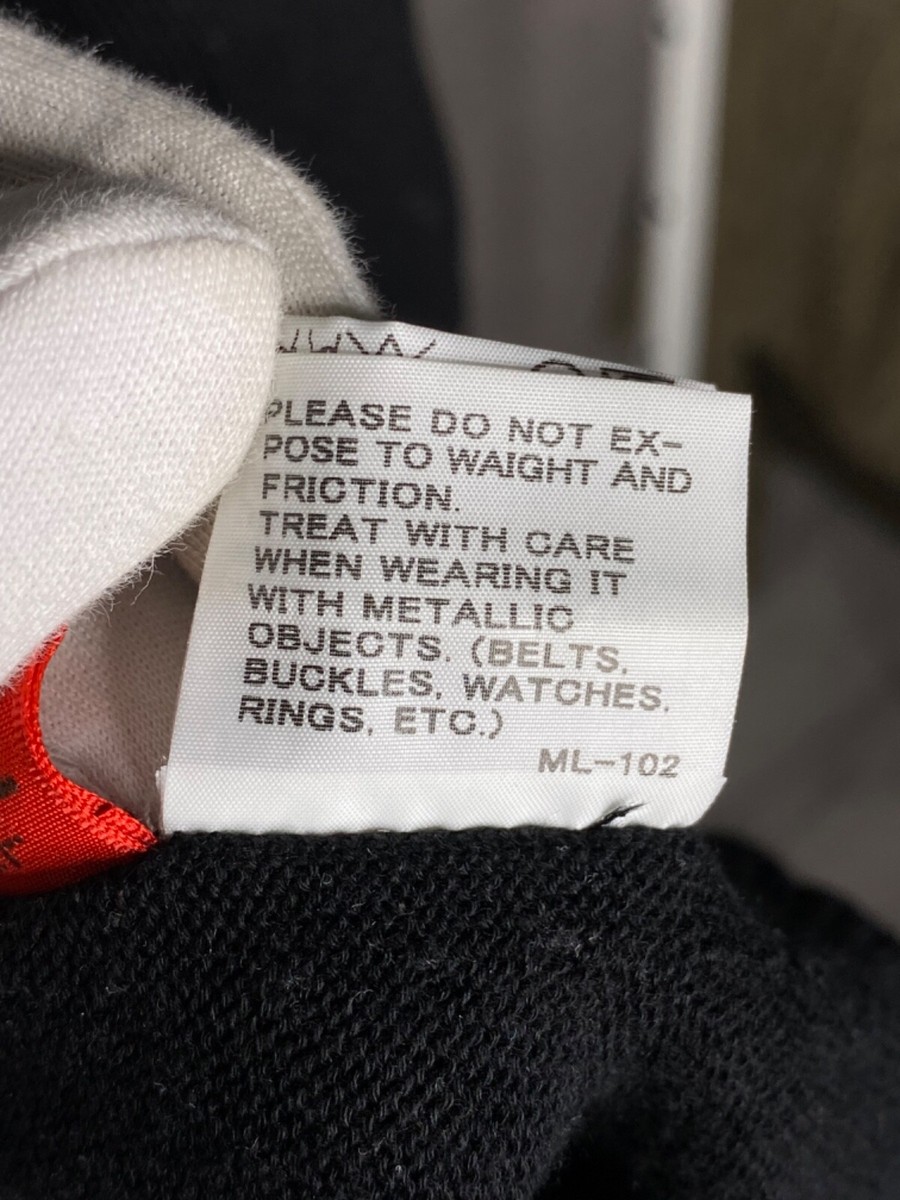 PLEASE DO NOT EX-
POSE TO WAIGHT AND
FRICTION.
TREAT WITH CARE
WHEN WEARING IT
WITH METALLIC
OBJECTS. (BELTS,
BUCKLES, WATCHES,
RINGS, ETC.)
ML-102